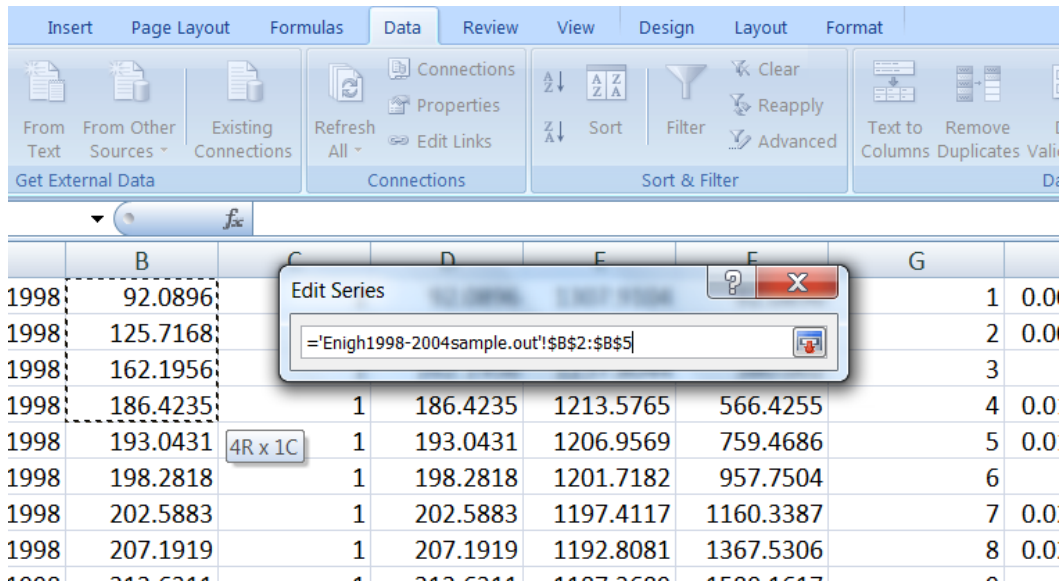 Insert Page Layout Formulas Data Review View Design Layout Format
Connections Clear
Properties Reapply
From From Other Existing Refresh Edit Links Sort Filter Advanced Text to Remove
Text Sources Connections All Columns Duplicates
Get External Data Connections Sort & Filter
fx
B C D E F G
1998 92.0896 1 0.0
Edit Series
1998 125.7168 2 0.0
='Enigh1998-2004sample.out'!$B$2:$B$5
1998 162.1956 3
1998 186.4235 1 186.4235 1213.5765 566.4255 4
1998 193.0431 1 193.0431 1206.9569 759.4686 5
4R x 1C
1998 198.2818 1 198.2818 1201.7182 957.7504 6
1998 202.5883 1 202.5883 1197.4117 1160.3387 7
1998 207.1919 1 207.1919 1192.8081 1367.5306 8